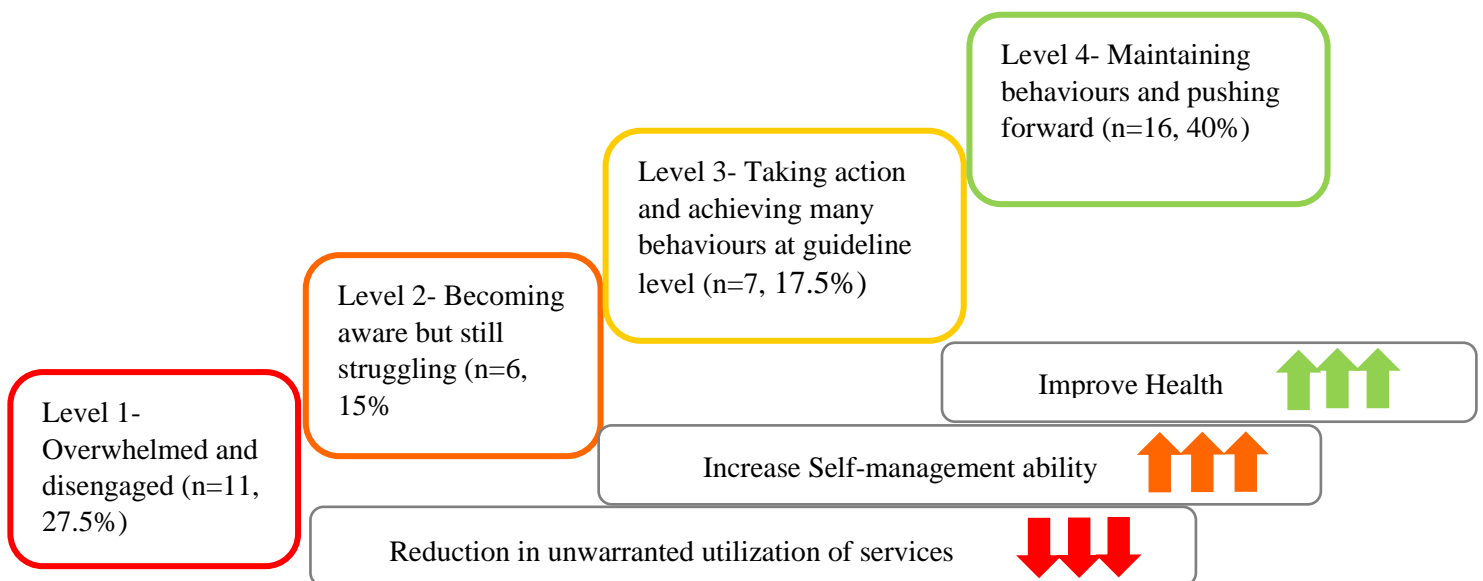 Level 1-
Overwhelmed and
disengaged (n=11,
27.5%)
Level 2- Becoming
aware but still
struggling (n=6,
15%
Level 3- Taking action
and achieving many
behaviours at guideline
level (n=7, 17.5%)
Level 4- Maintaining
behaviours and pushing
forward (n=16, 40%)
Improve Health
Increase Self-management ability
Reduction in unwarranted utilization of services